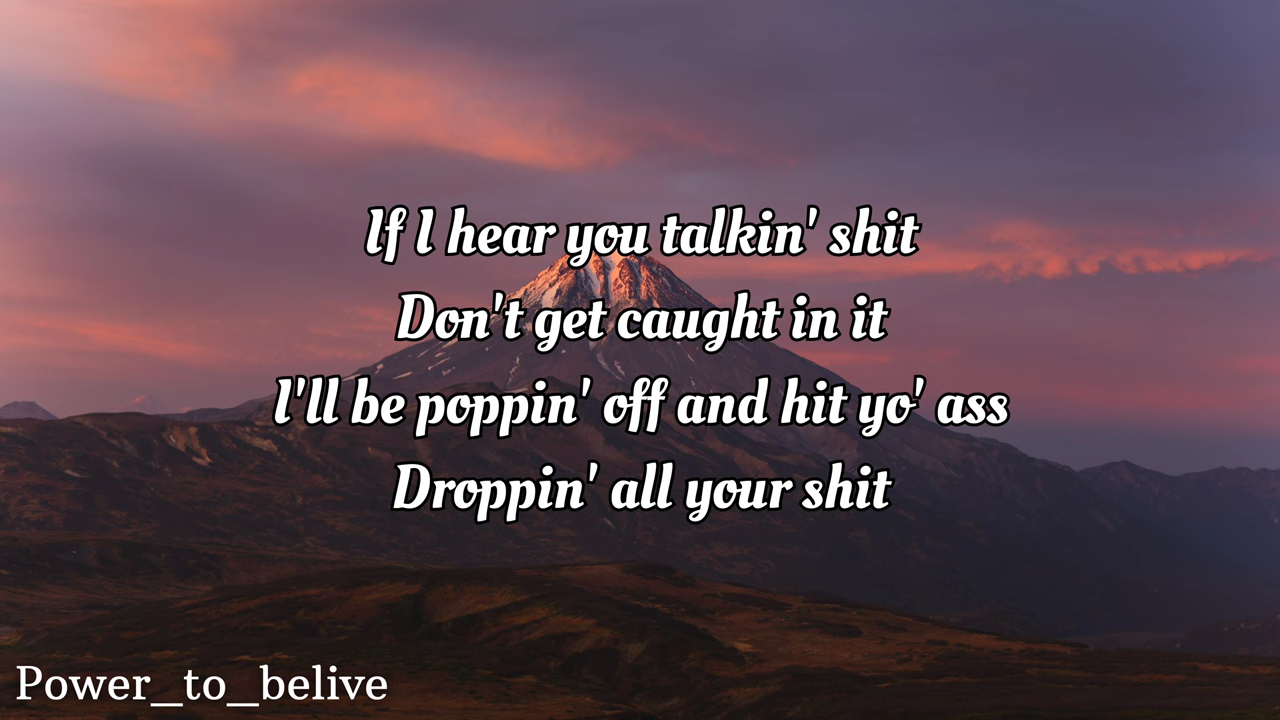 If I hear you talkin' shit
Don't get caught in it
I'll be poppin' off and hit yo' ass
Droppin' all your shit
Power_to_belive